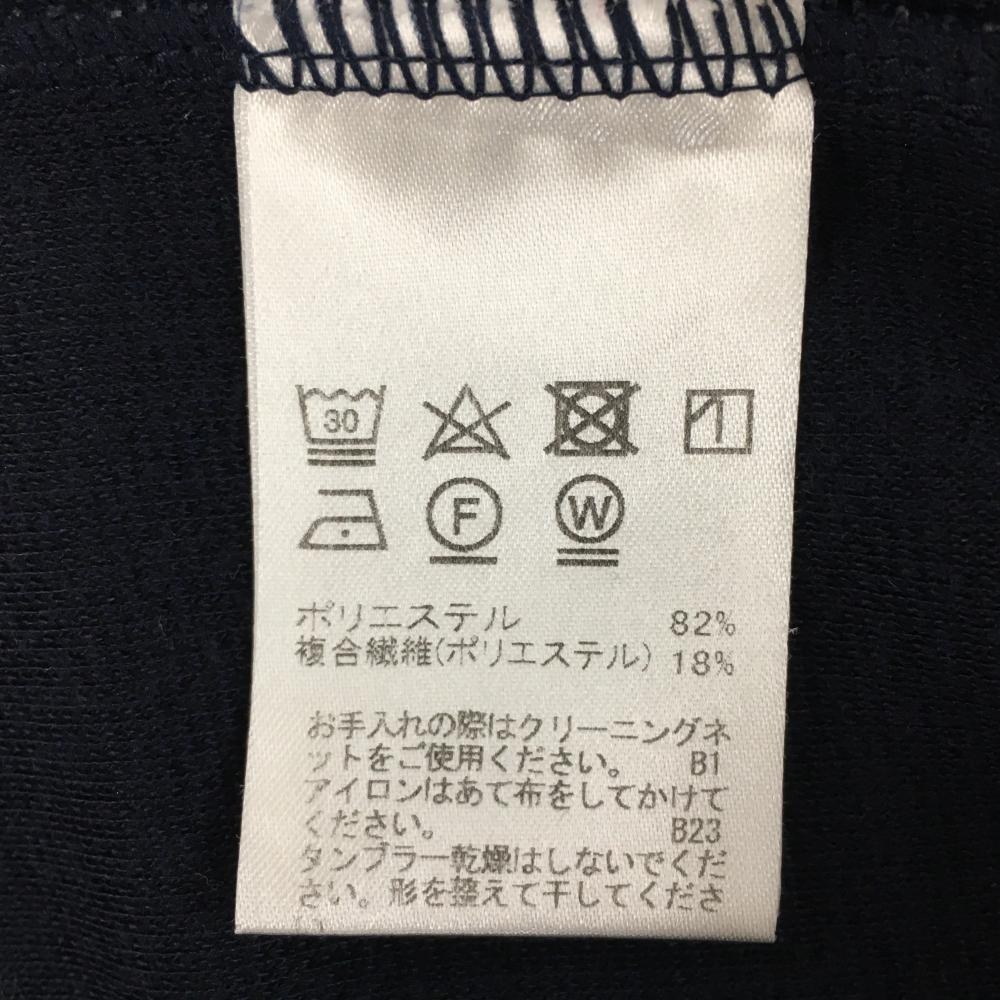 30
F W
ポリエステル 82%
複合繊維(ポリエステル) 18%
お手入れの際はクリーニングネ
ットをご使用ください。 B1
アイロンはあて布をしてかけて
ください。 B23
タンブラー乾燥はしないでくだ
さい。形を整えて干してくださ
い